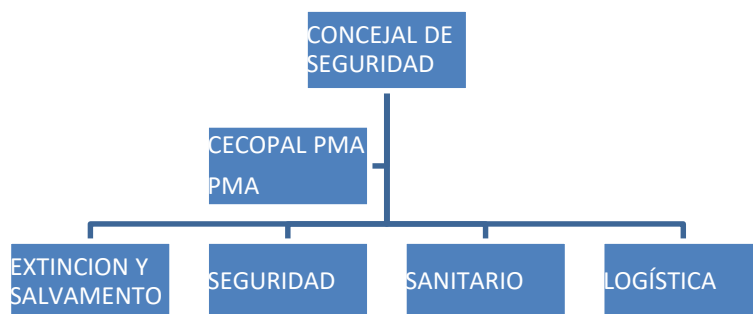 CONCEJAL DE
SEGURIDAD
CECOPAL PMA
PMA
EXTINCION Y
SALVAMENTO
SEGURIDAD
SANITARIO
LOGÍSTICA